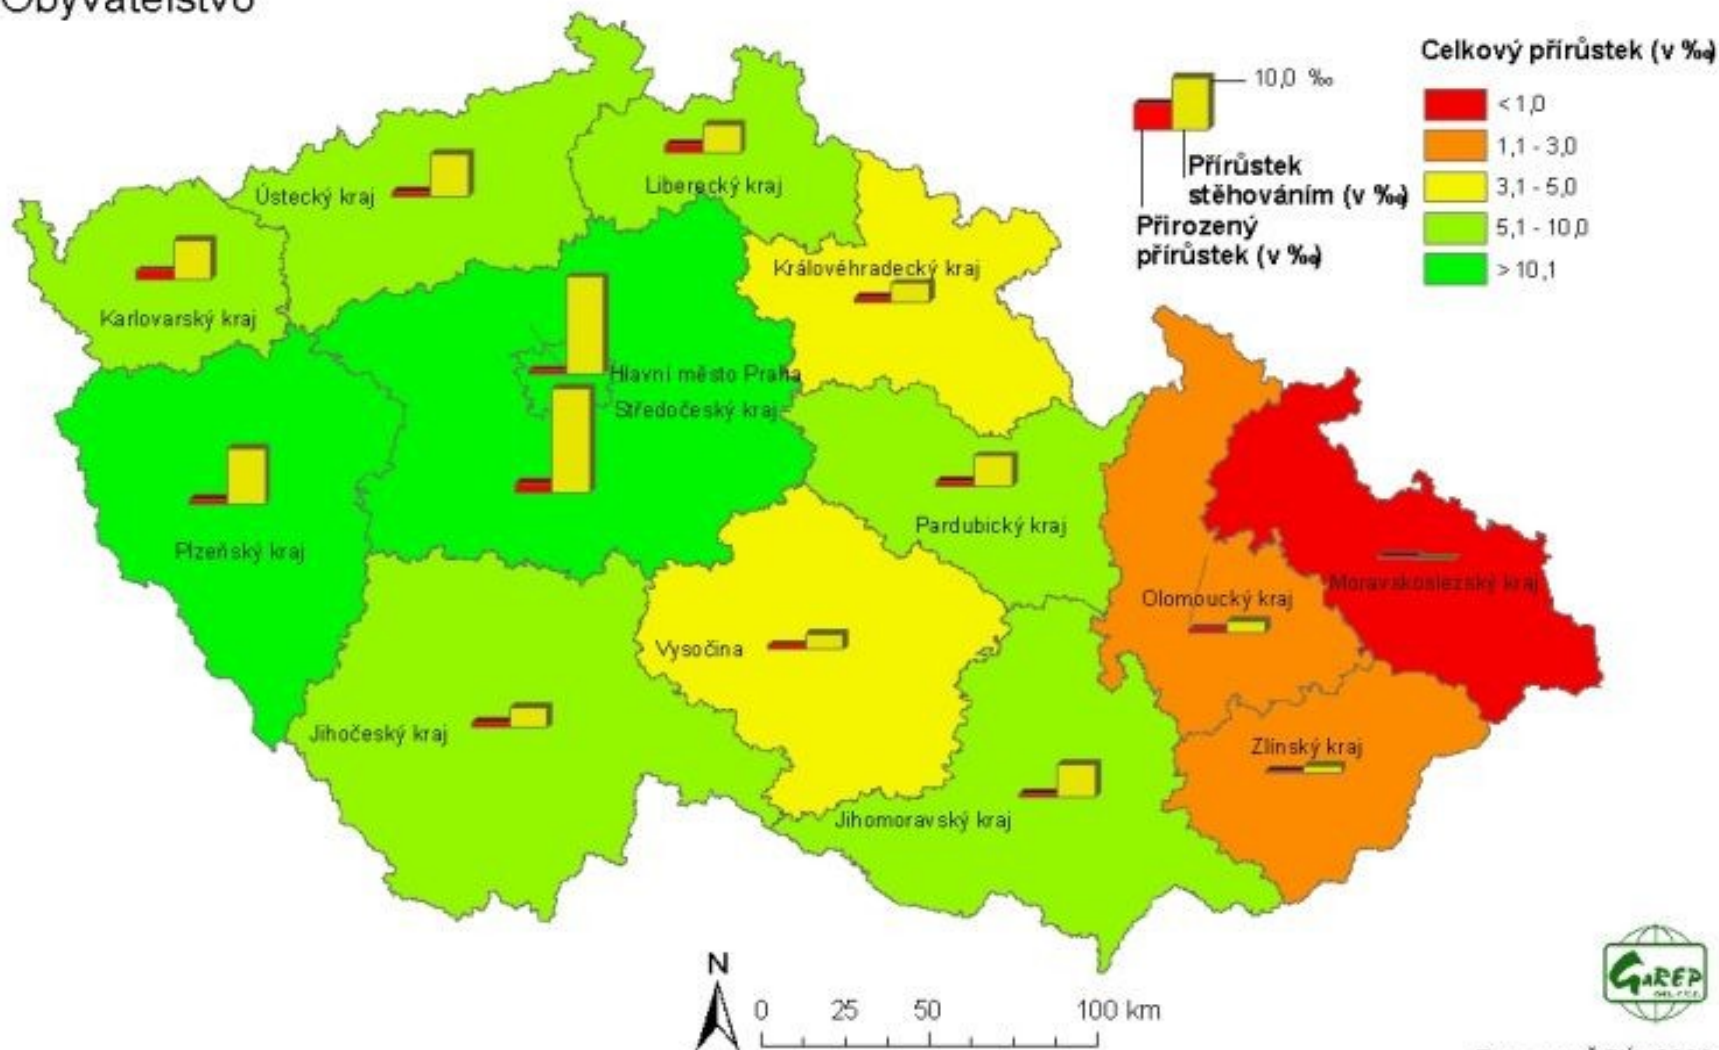 Obyvatelstvo
Celkový přírůstek (v ‰)
10,0 ‰
< 1,0
1,1 - 3,0
3,1 - 5,0
5,1 - 10,0
> 10,1
Přírůstek
stěhováním (v ‰)
Přirozený
přírůstek (v ‰)
Liberecký kraj
Ústecký kraj
Královéhradecký kraj
Karlovarský kraj
Hlavní město Praha
Středočeský kraj
Pardubický kraj
Plzeňský kraj
Moravskoslezský kraj
Olomoucký kraj
Vysočina
Jihočeský kraj
Zlínský kraj
Jihomoravský kraj
N
0 25 50 100 km
GaREP